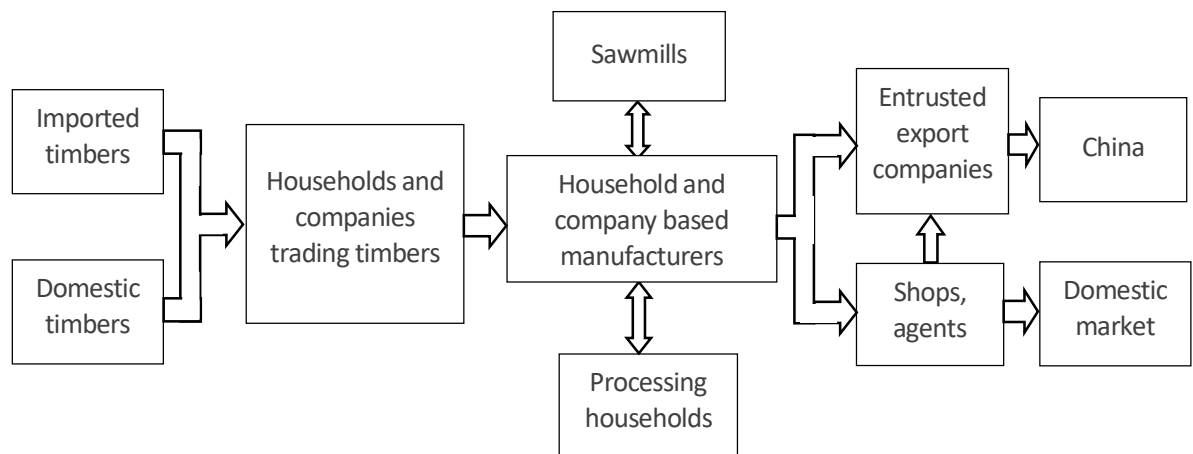 Imported
timbers
Domestic
timbers
Households and
companies
trading timbers
Sawmills
Household and
company based
manufacturers
Processing
households
Entrusted
export
companies
China
Shops,
agents
Domestic
market